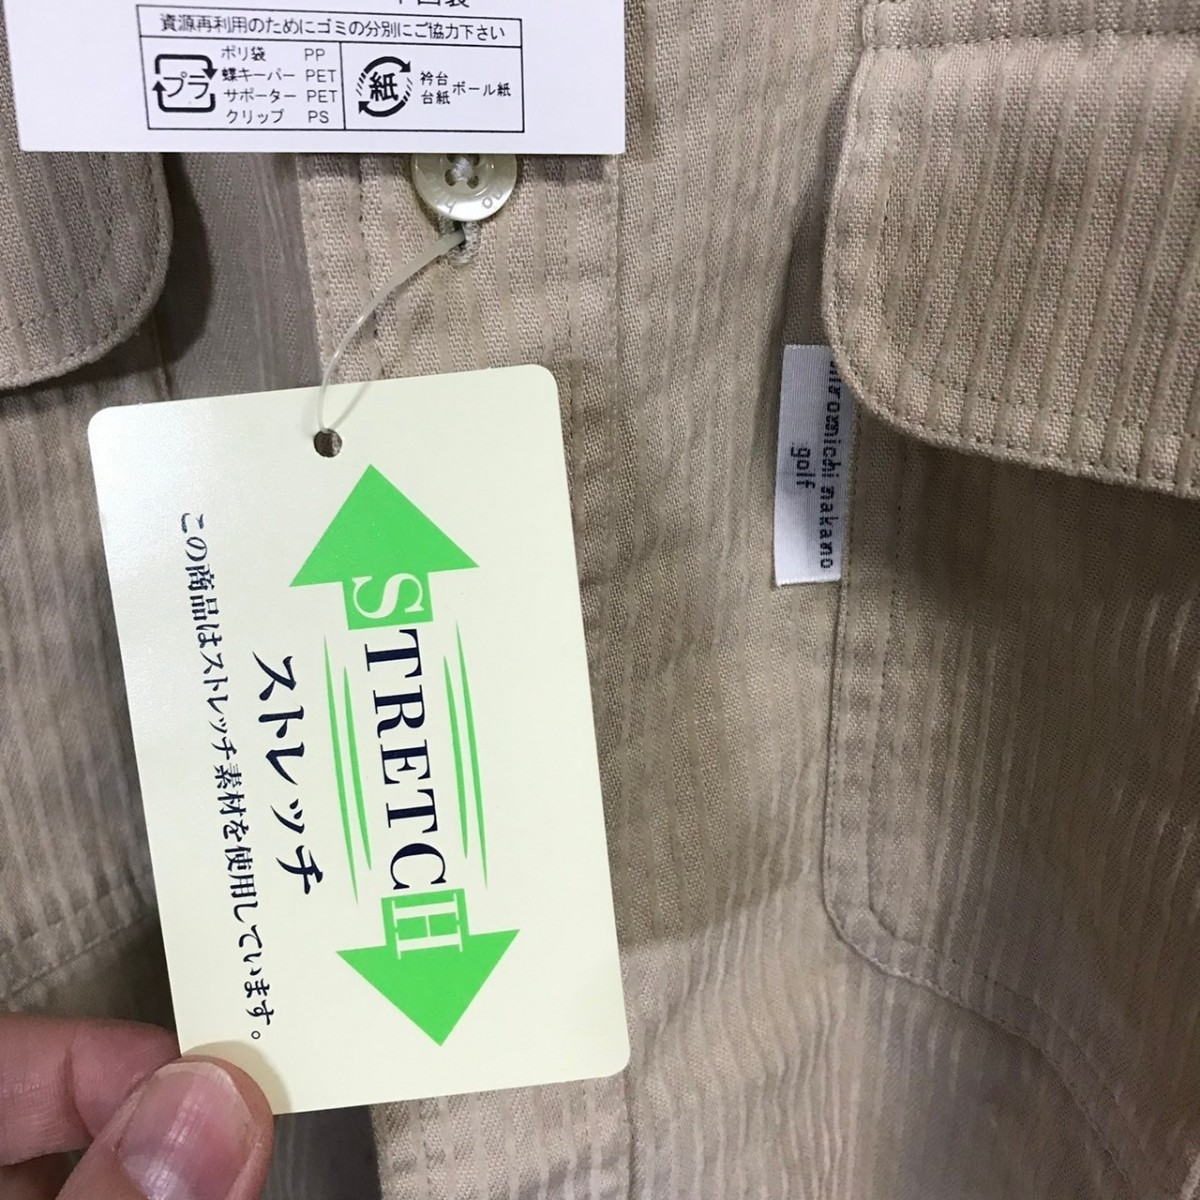 資源再利用のためにゴミの分別にご協力下さい
プラ
ポリ袋 PP
蝶キーパー PET
サポーター PET
クリップ PS
紙
衿台
台紙
ボール紙
STRETCH
ストレッチ
この商品はストレッチ素材を使用しています。
hiromichi nakano
golf